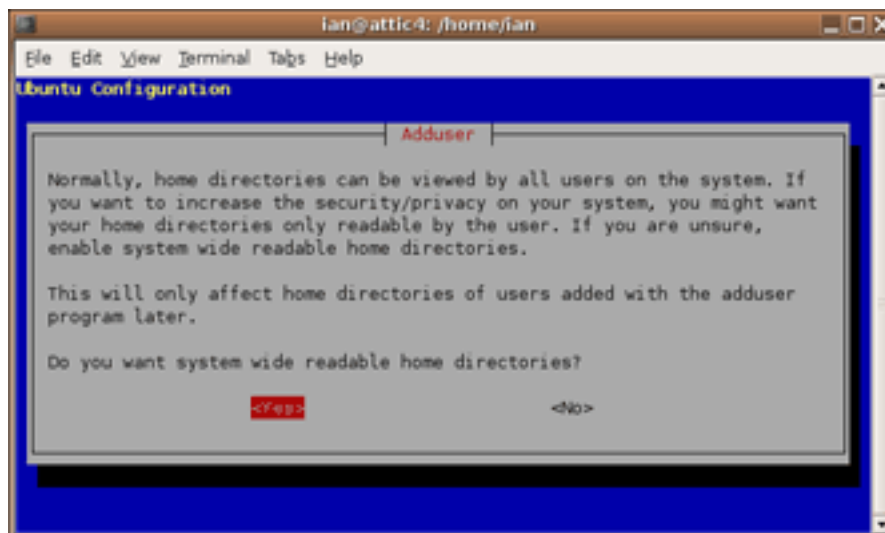 ian@attic4: /home/ian
File Edit View Terminal Tabs Help
Ubuntu Configuration
Adduser
Normally, home directories can be viewed by all users on the system. If
you want to increase the security/privacy on your system, you might want
your home directories only readable by the user. If you are unsure,
enable system wide readable home directories.
This will only affect home directories of users added with the adduser
program later.
Do you want system wide readable home directories?
<Yes> <No>